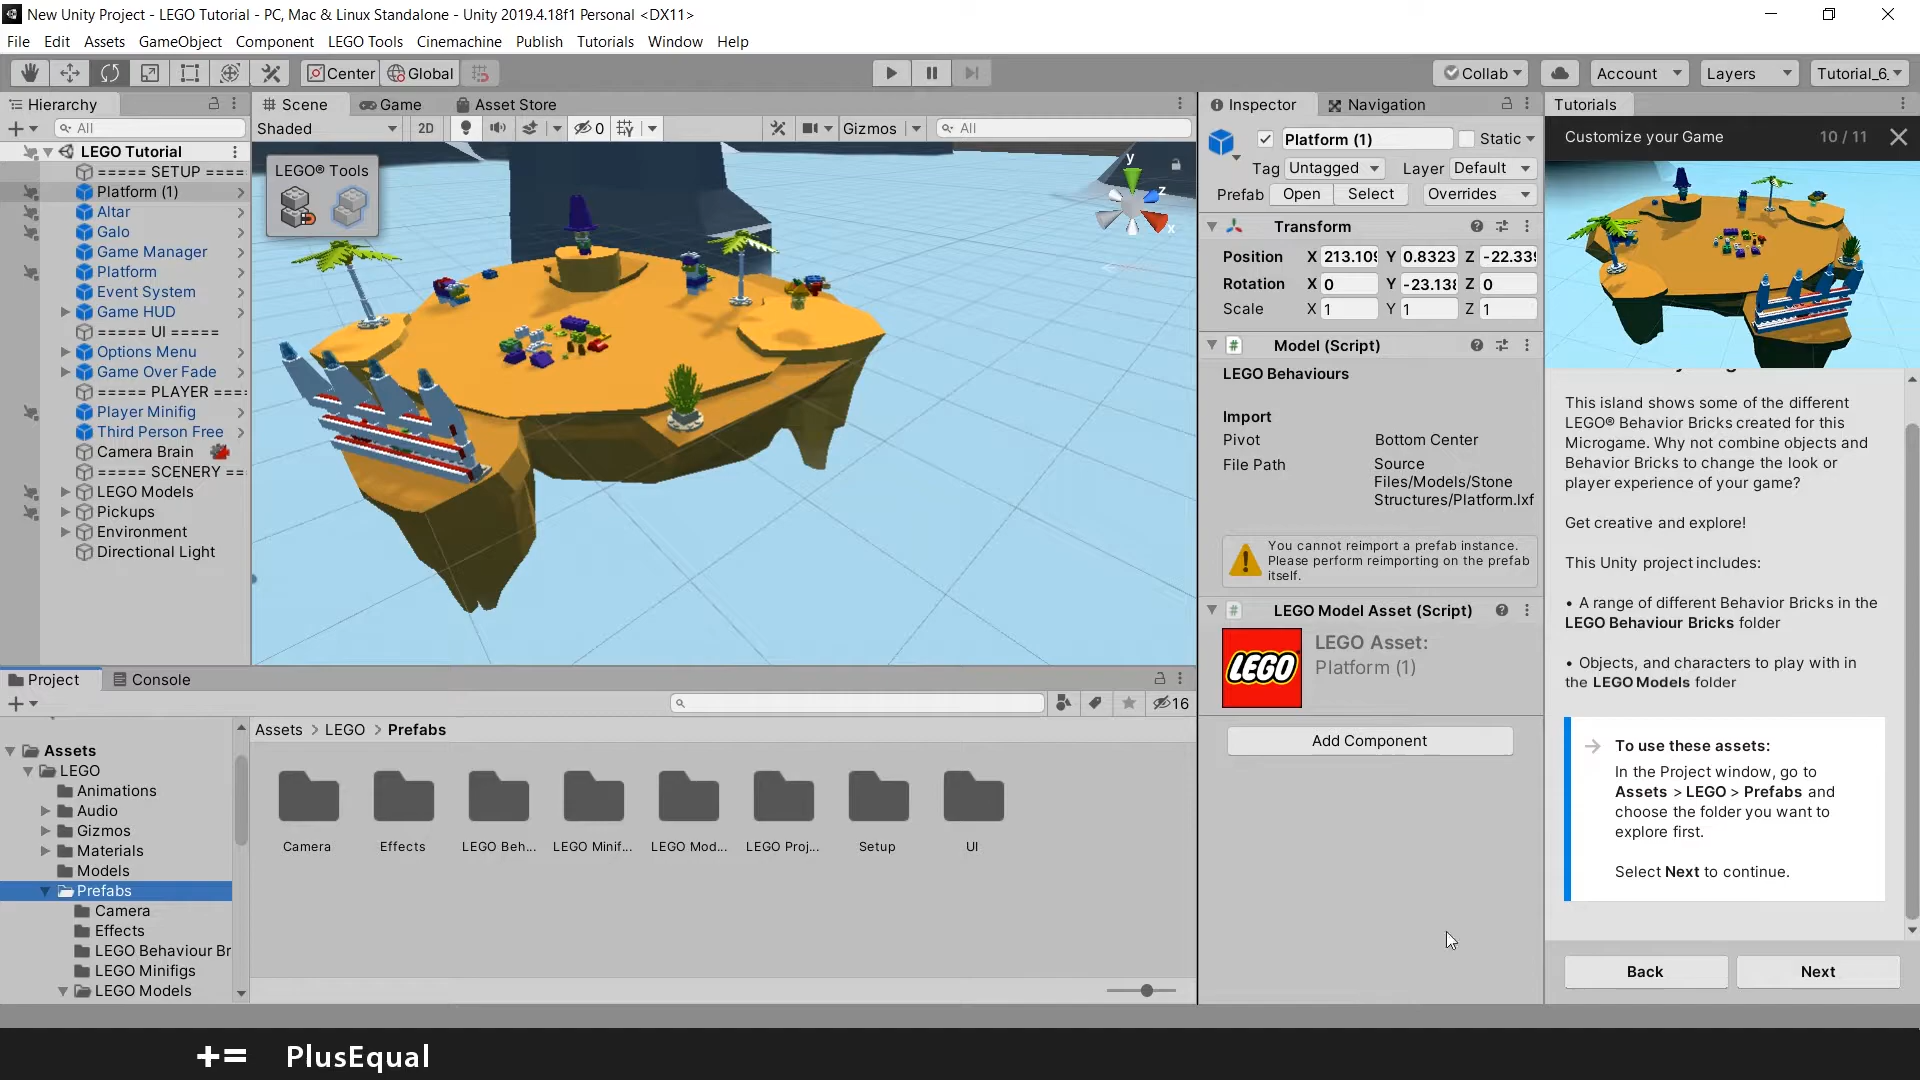 New Unity Project - LEGO Tutorial - PC, Mac & Linux Standalone - Unity 2019.4.18f1 Personal <DX11>
File Edit Assets GameObject Component LEGO Tools Cinemachine Publish Tutorials Window Help
Center Global Collab Account Layers Tutorial_6.
Hierarchy
All
LEGO Tutorial
===== SETUP ====
Platform (1)
Altar
Galo
Game Manager
Platform
Event System
Game HUD
===== UI =====
Options Menu
Game Over Fade
===== PLAYER ====
Player Minifig
Third Person Free
Camera Brain
===== SCENERY ==
LEGO Models
Pickups
Environment
Directional Light
Scene Game Asset Store
Shaded 2D 0 Gizmos All
LEGO® Tools
y
z
x
Inspector Navigation
Platform (1) Static
Tag Untagged Layer Default
Prefab Open Select Overrides
Transform
Position X 213.109 Y 0.8323 Z -22.339
Rotation X 0 Y -23.138 Z 0
Scale X 1 Y 1 Z 1
# Model (Script)
LEGO Behaviours
Import
Pivot Bottom Center
File Path Source
Files/Models/Stone
Structures/Platform.lxf
You cannot reimport a prefab instance.
Please perform reimporting on the prefab
itself.
# LEGO Model Asset (Script)
LEGO
LEGO Asset:
Platform (1)
Add Component
Tutorials
Customize your Game 10 / 11
This island shows some of the different
LEGO® Behavior Bricks created for this
Microgame. Why not combine objects and
Behavior Bricks to change the look or
player experience of your game?
Get creative and explore!
This Unity project includes:
• A range of different Behavior Bricks in the
LEGO Behaviour Bricks folder
• Objects, and characters to play with in
the LEGO Models folder
To use these assets:
In the Project window, go to
Assets > LEGO > Prefabs and
choose the folder you want to
explore first.
Select Next to continue.
Back Next
Project Console
16
Assets
LEGO
Animations
Audio
Gizmos
Materials
Models
Prefabs
Camera
Effects
LEGO Behaviour Br
LEGO Minifigs
LEGO Models
Assets > LEGO > Prefabs
Camera Effects LEGO Beh... LEGO Minif... LEGO Mod... LEGO Proj... Setup UI
+= PlusEqual